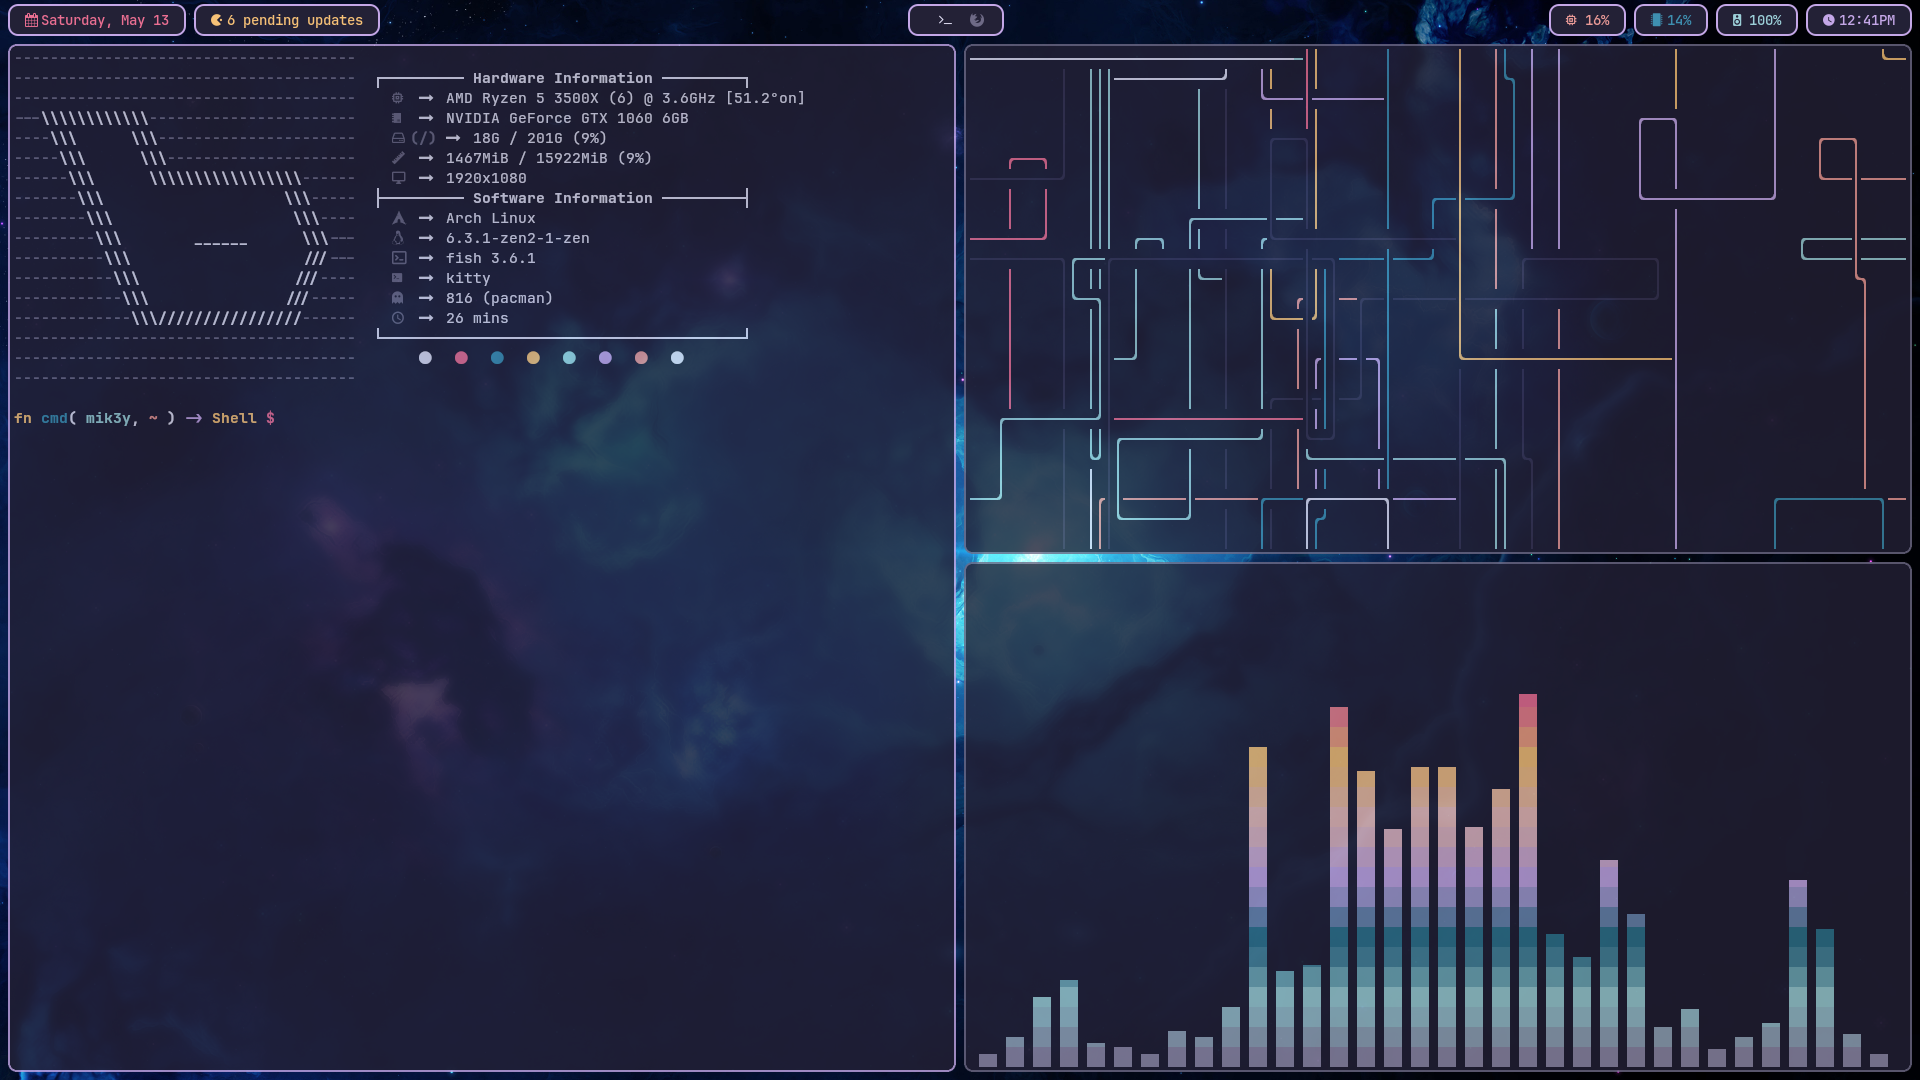 Saturday, May 13
6 pending updates
16%
14%
100%
12:41PM
Hardware Information
AMD Ryzen 5 3500X (6) @ 3.6GHz [51.2°on]
NVIDIA GeForce GTX 1060 6GB
(/) 18G / 201G (9%)
1467MiB / 15922MiB (9%)
1920x1080
Software Information
Arch Linux
6.3.1-zen2-1-zen
fish 3.6.1
kitty
816 (pacman)
26 mins
fn cmd( mik3y, ~ ) → Shell $